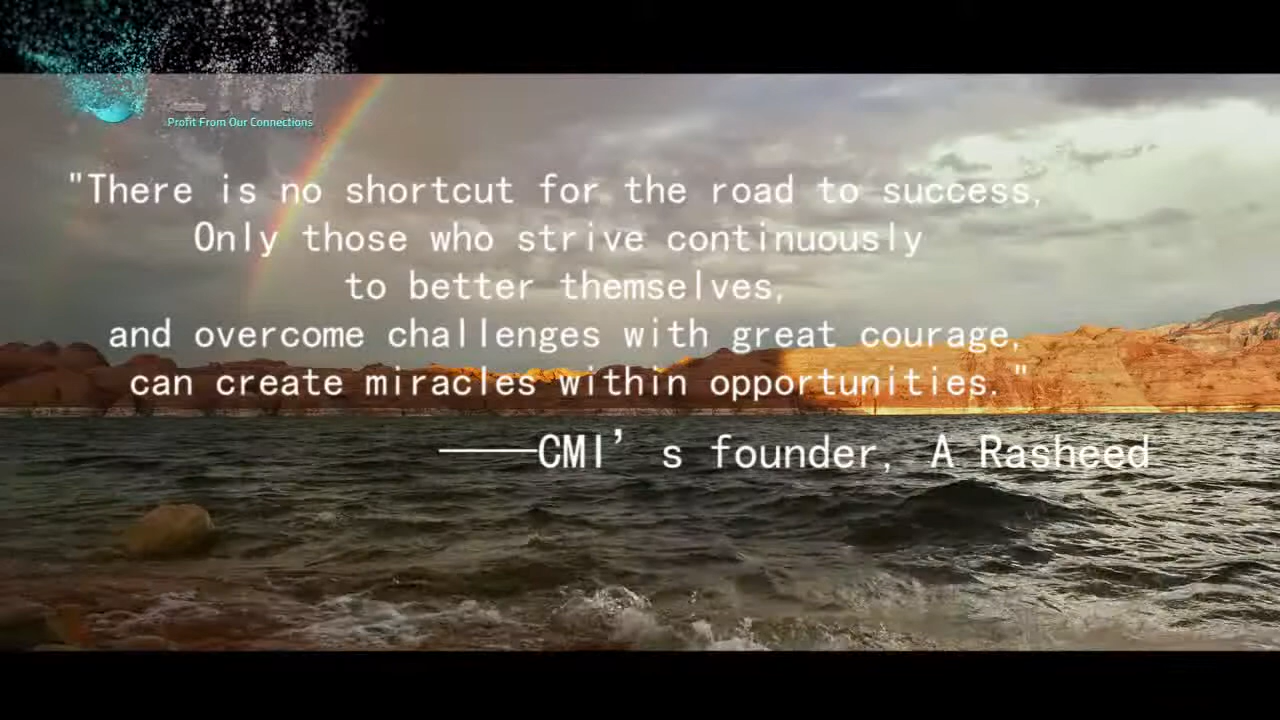 Profit From Our Connections
"There is no shortcut for the road to success,
Only those who strive continuously
to better themselves,
and overcome challenges with great courage,
can create miracles within opportunities."
——CMI’s founder, A Rasheed